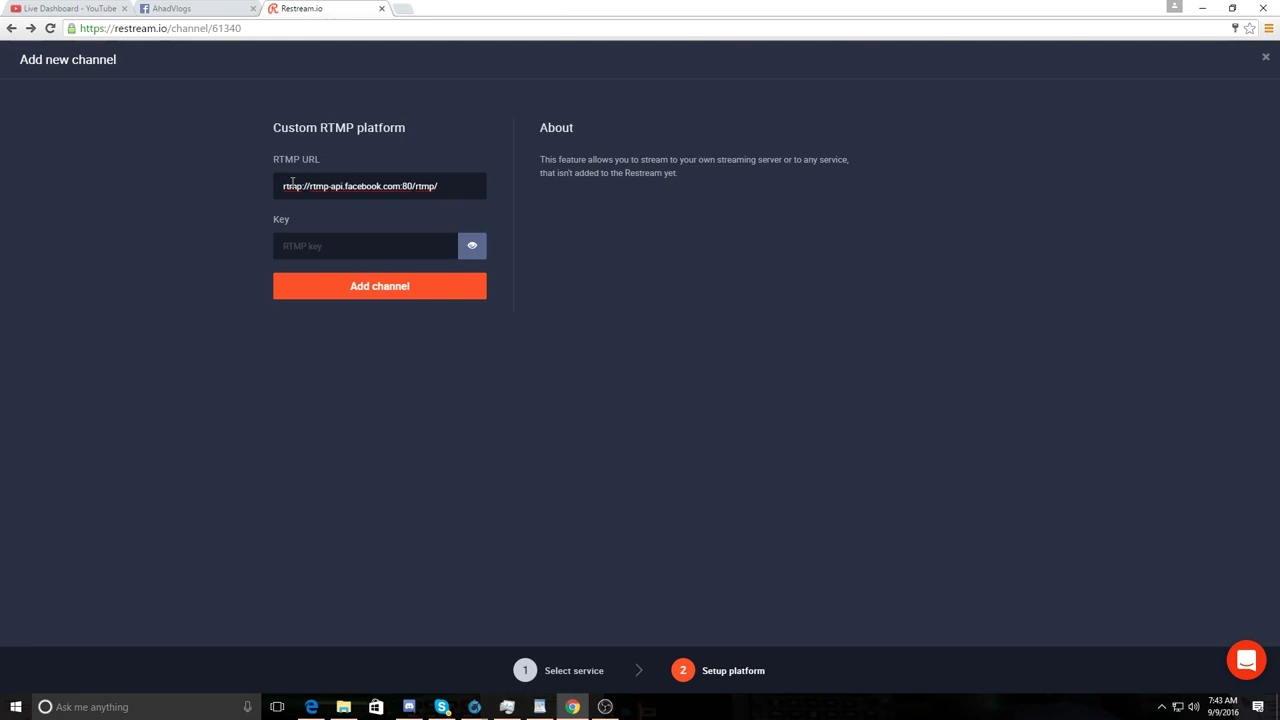 Live Dashboard - YouTube
AhadVlogs
Restream.io
https://restream.io/channel/61340
Add new channel
Custom RTMP platform
RTMP URL
rtmp://rtmp-api.facebook.com:80/rtmp/
Key
RTMP key
Add channel
About
This feature allows you to stream to your own streaming server or to any service,
that isn't added to the Restream yet.
1 Select service
2 Setup platform
Ask me anything
7:43 AM
9/9/2016